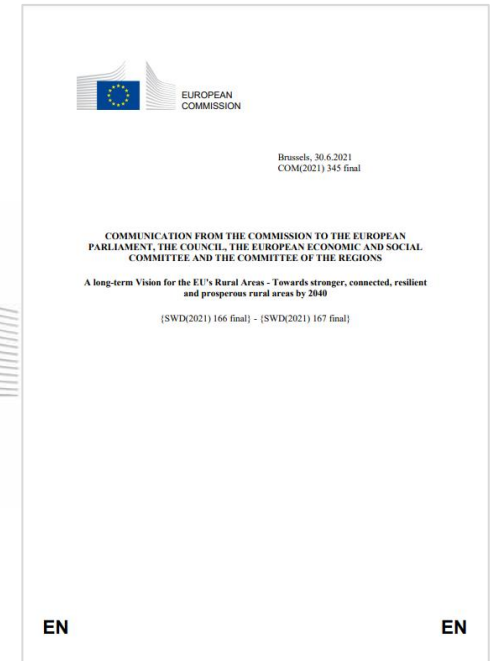 EUROPEAN
COMMISSION
Brussels, 30.6.2021
COM(2021) 345 final
COMMUNICATION FROM THE COMMISSION TO THE EUROPEAN
PARLIAMENT, THE COUNCIL, THE EUROPEAN ECONOMIC AND SOCIAL
COMMITTEE AND THE COMMITTEE OF THE REGIONS
A long-term Vision for the EU's Rural Areas - Towards stronger, connected, resilient
and prosperous rural areas by 2040
{SWD(2021) 166 final} - {SWD(2021) 167 final}
EN EN